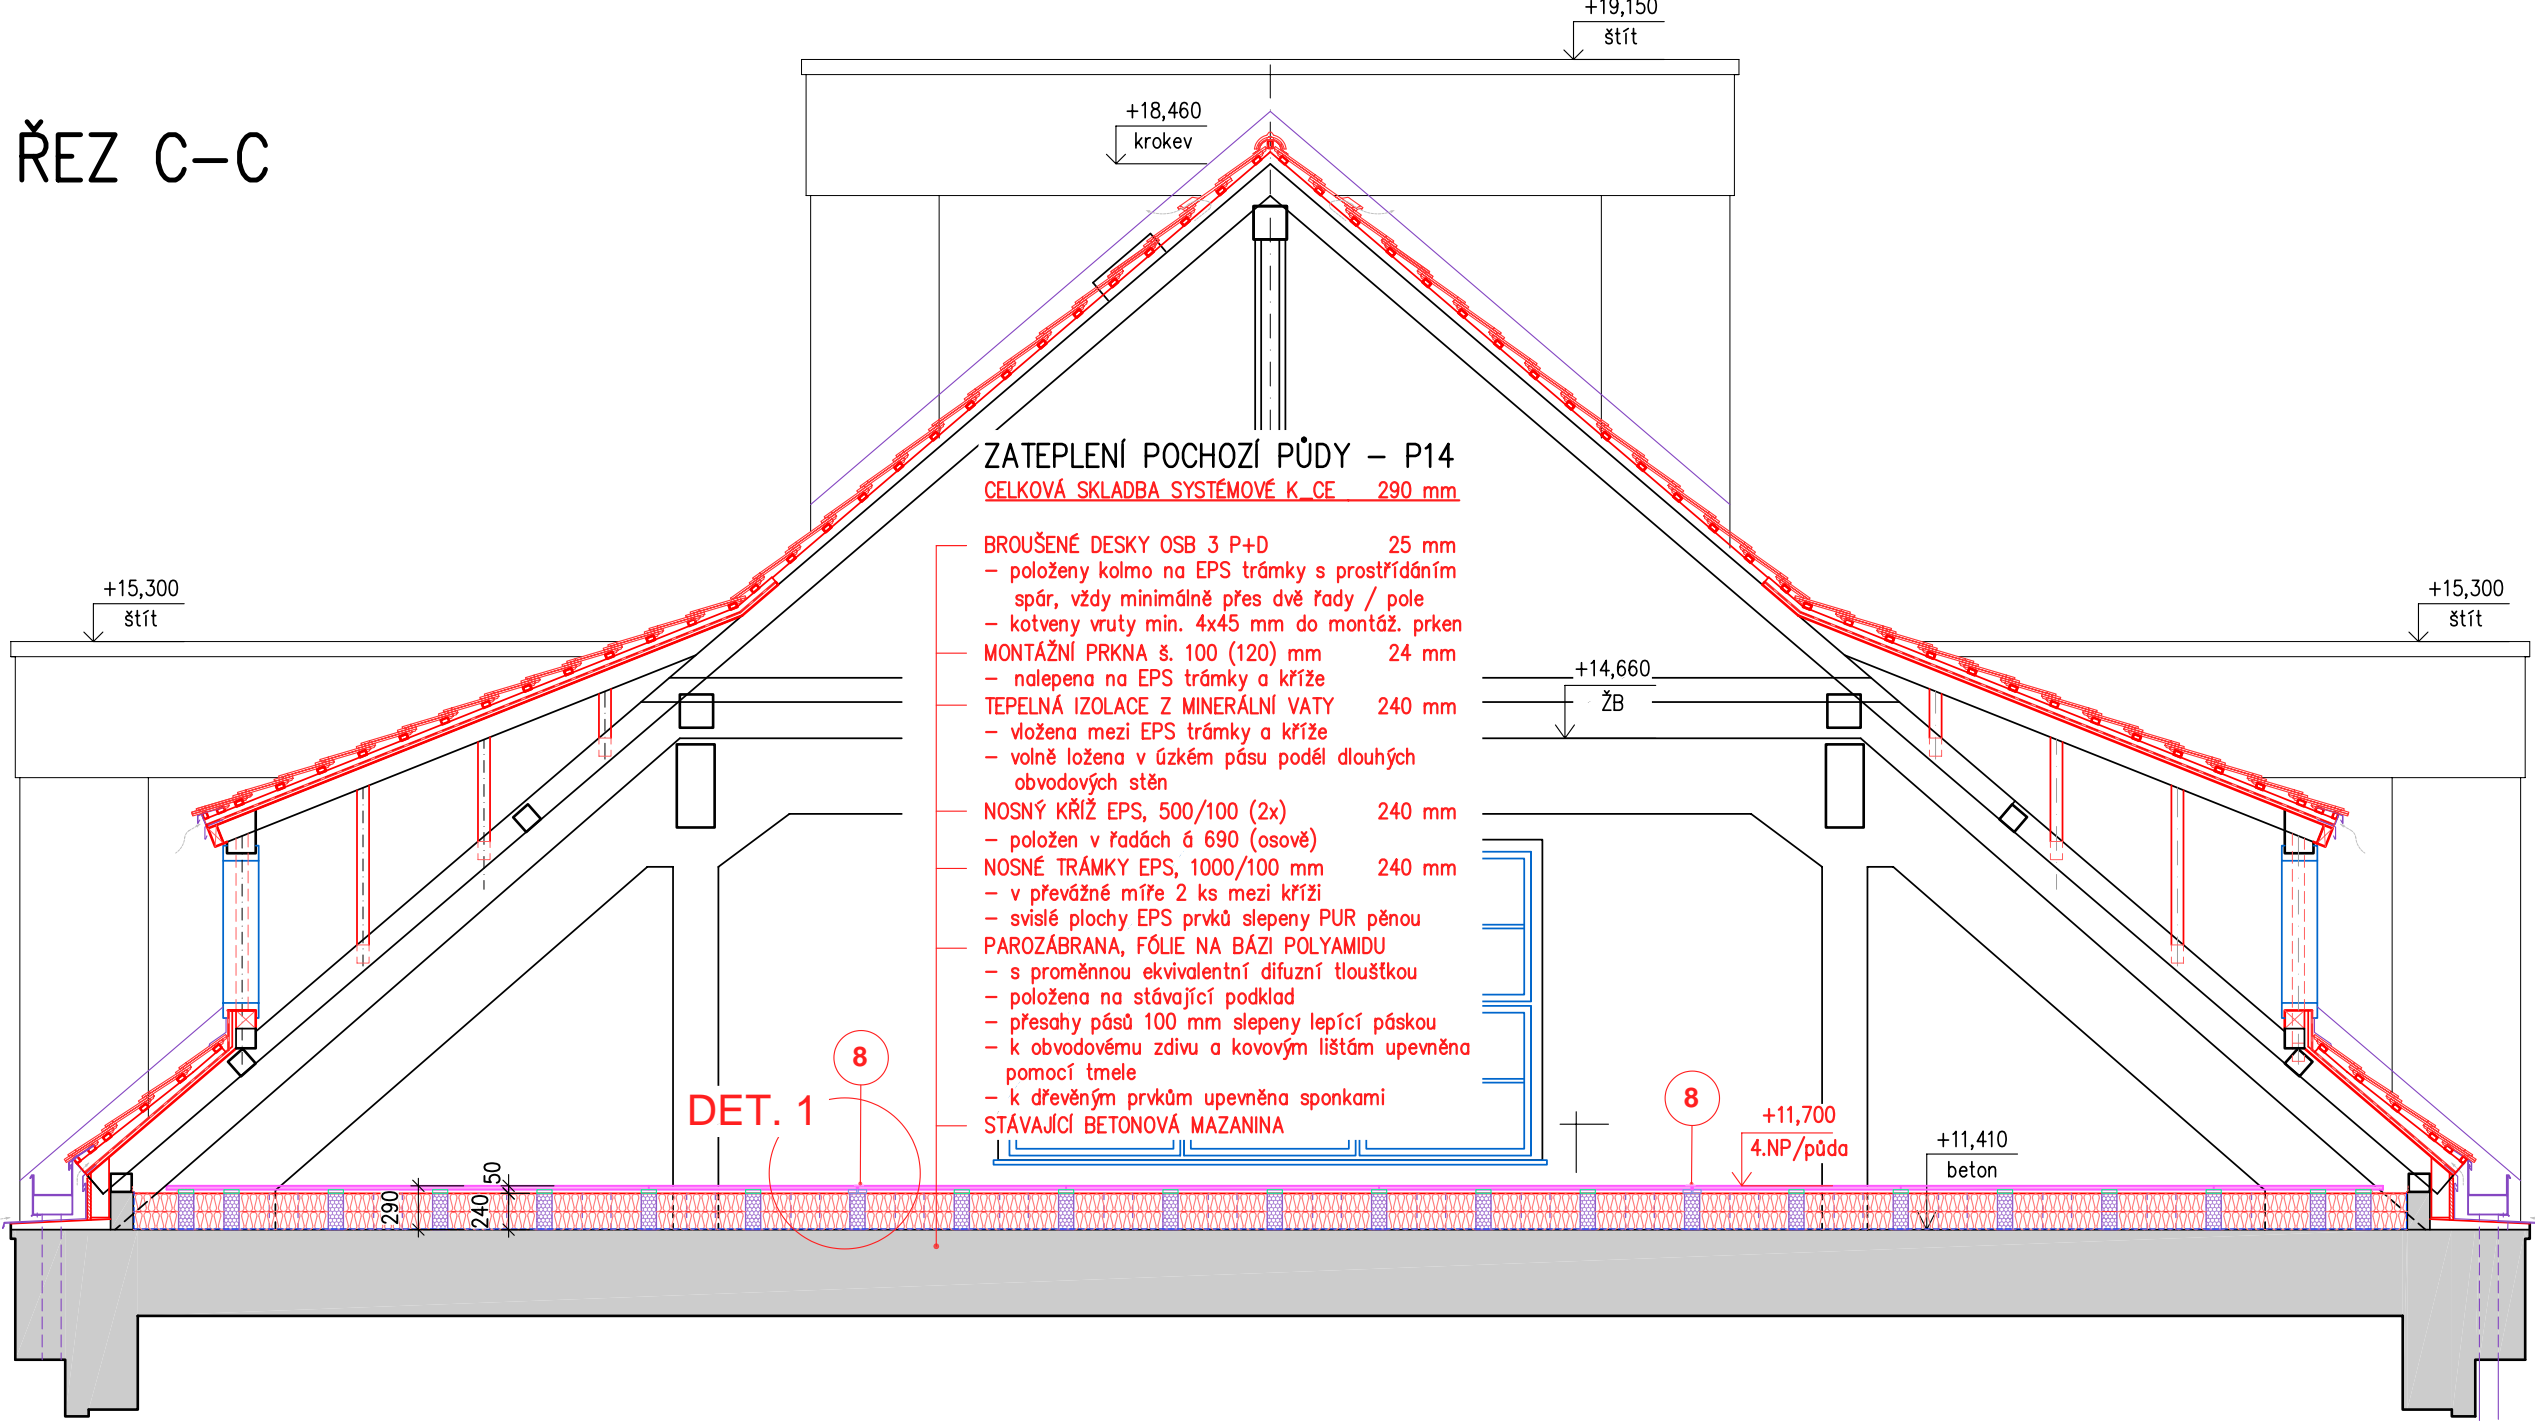 +19,150
štít
+18,460
krokev
ŘEZ C–C
ZATEPLENÍ POCHOZÍ PŮDY – P14
CELKOVÁ SKLADBA SYSTÉMOVÉ K_CE 290 mm
BROUŠENÉ DESKY OSB 3 P+D 25 mm
– položeny kolmo na EPS trámky s prostřídáním
spár, vždy minimálně přes dvě řady / pole
– kotveny vruty min. 4x45 mm do montáž. prken
MONTÁŽNÍ PRKNA š. 100 (120) mm 24 mm
– nalepena na EPS trámky a kříže
TEPELNÁ IZOLACE Z MINERÁLNÍ VATY 240 mm
– vložena mezi EPS trámky a kříže
– volně ložena v úzkém pásu podél dlouhých
obvodových stěn
NOSNÝ KŘÍŽ EPS, 500/100 (2x) 240 mm
– položen v řadách á 690 (osově)
NOSNÉ TRÁMKY EPS, 1000/100 mm 240 mm
– v převážné míře 2 ks mezi kříži
– svislé plochy EPS prvků slepeny PUR pěnou
PAROZÁBRANA, FÓLIE NA BÁZI POLYAMIDU
– s proměnnou ekvivalentní difuzní tloušťkou
– položena na stávající podklad
– přesahy pásů 100 mm slepeny lepící páskou
– k obvodovému zdivu a kovovým lištám upevněna
pomocí tmele
– k dřevěným prvkům upevněna sponkami
STÁVAJÍCÍ BETONOVÁ MAZANINA
+15,300
štít
+15,300
štít
+14,660
ŽB
8
DET. 1
8
+11,700
4.NP/půda
+11,410
beton
290
240
50